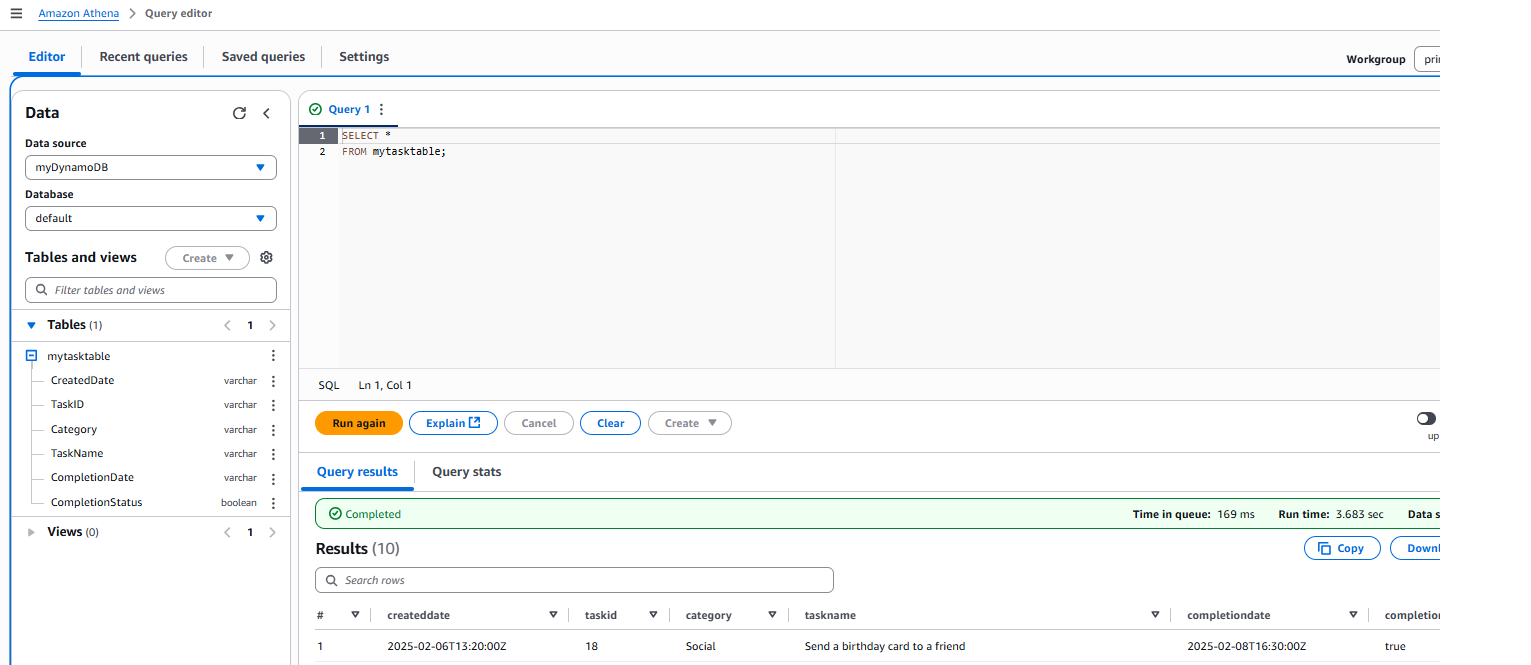 Amazon Athena > Query editor
Editor Recent queries Saved queries Settings Workgroup pri
Data
Data source
myDynamoDB
Database
default
Tables and views Create
Filter tables and views
Tables (1) 1
mytasktable
CreatedDate varchar
TaskID varchar
Category varchar
TaskName varchar
CompletionDate varchar
CompletionStatus boolean
Views (0) 1
Query 1
1 SELECT *
2 FROM mytasktable;
SQL Ln 1, Col 1
Run again Explain Cancel Clear Create
up
Query results Query stats
Completed Time in queue: 169 ms Run time: 3.683 sec Data s
Results (10) Copy Downl
Search rows
# createddate taskid category taskname completiondate completion
1 2025-02-06T13:20:00Z 18 Social Send a birthday card to a friend 2025-02-08T16:30:00Z true